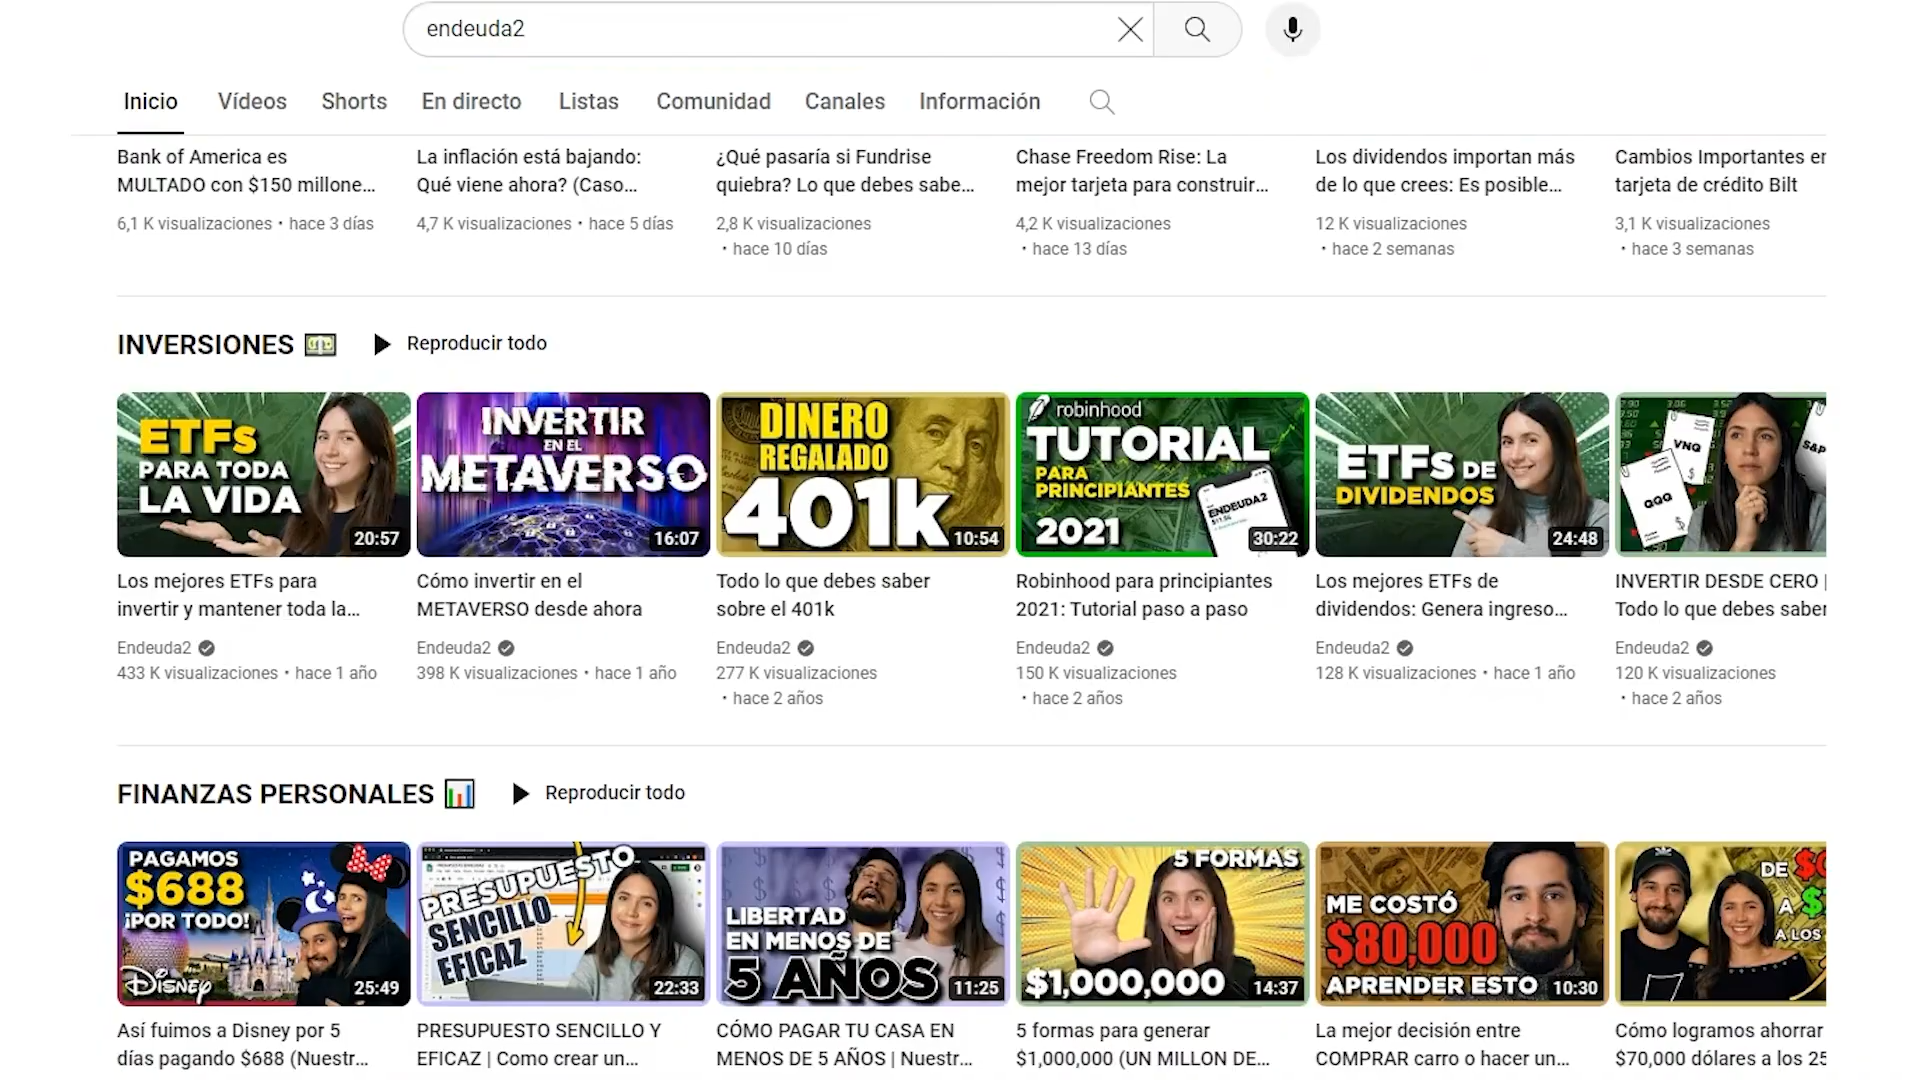 endeuda2
Inicio Vídeos Shorts En directo Listas Comunidad Canales Información
Bank of America es
MULTADO con $150 millone...
6,1 K visualizaciones • hace 3 días
La inflación está bajando:
Qué viene ahora? (Caso...
4,7 K visualizaciones • hace 5 días
¿Qué pasaría si Fundrise
quiebra? Lo que debes sabe...
2,8 K visualizaciones
• hace 10 días
Chase Freedom Rise: La
mejor tarjeta para construir...
4,2 K visualizaciones
• hace 13 días
Los dividendos importan más
de lo que crees: Es posible...
12 K visualizaciones
• hace 2 semanas
Cambios Importantes en
tarjeta de crédito Bilt
3,1 K visualizaciones
• hace 3 semanas
INVERSIONES Reproducir todo
ETFs
PARA TODA
LA VIDA
20:57
Los mejores ETFs para
invertir y mantener toda la...
Endeuda2
433 K visualizaciones • hace 1 año
INVERTIR
EN EL
METAVERSO
16:07
Cómo invertir en el
METAVERSO desde ahora
Endeuda2
398 K visualizaciones • hace 1 año
DINERO
REGALADO
401k
10:54
Todo lo que debes saber
sobre el 401k
Endeuda2
277 K visualizaciones
• hace 2 años
robinhood
TUTORIAL
PARA
PRINCIPIANTES
2021
ENDEUDA2
30:22
Robinhood para principiantes
2021: Tutorial paso a paso
Endeuda2
150 K visualizaciones
• hace 2 años
ETFs DE
DIVIDENDOS
24:48
Los mejores ETFs de
dividendos: Genera ingreso...
Endeuda2
128 K visualizaciones • hace 1 año
VNQ
$
QQQ
$
S&P
INVERTIR DESDE CERO |
Todo lo que debes saber
Endeuda2
120 K visualizaciones
• hace 2 años
FINANZAS PERSONALES Reproducir todo
PAGAMOS
$688
¡POR TODO!
Disney
25:49
Así fuimos a Disney por 5
días pagando $688 (Nuestr...
PRESUPUESTO
SENCILLO
EFICAZ
22:33
PRESUPUESTO SENCILLO Y
EFICAZ | Como crear un...
LIBERTAD
EN MENOS DE
5 AÑOS
11:25
CÓMO PAGAR TU CASA EN
MENOS DE 5 AÑOS | Nuestr...
5 FORMAS
$1,000,000
14:37
5 formas para generar
$1,000,000 (UN MILLON DE...
ME COSTÓ
$80,000
APRENDER ESTO
10:30
La mejor decisión entre
COMPRAR carro o hacer un...
DE
A
A LOS
Cómo logramos ahorrar
$70,000 dólares a los 25